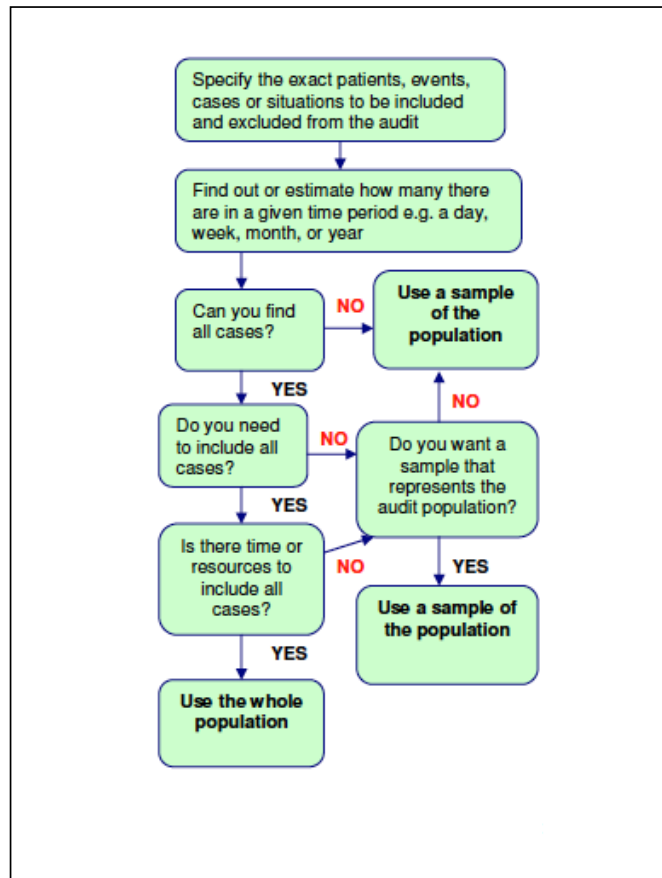 Specify the exact patients, events,
cases or situations to be included
and excluded from the audit
Find out or estimate how many there
are in a given time period e.g. a day,
week, month, or year
Can you find
all cases?
NO
Use a sample
of the
population
YES
NO
Do you need
to include all
cases?
NO
Do you want a
sample that
represents the
audit population?
YES
Is there time or
resources to
include all
cases?
NO
YES
Use a sample of
the population
YES
Use the whole
population